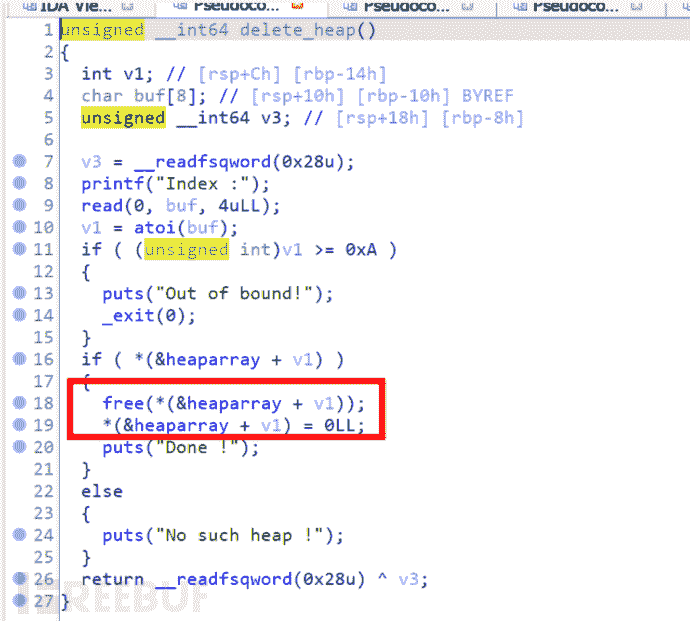 IDA Vie... Pseudoco... Pseudoco... Pseudoco...
1 unsigned __int64 delete_heap()
2 {
3 int v1; // [rsp+Ch] [rbp-14h]
4 char buf[8]; // [rsp+10h] [rbp-10h] BYREF
5 unsigned __int64 v3; // [rsp+18h] [rbp-8h]
6
7 v3 = __readfsqword(0x28u);
8 printf("Index :");
9 read(0, buf, 4uLL);
10 v1 = atoi(buf);
11 if ( (unsigned int)v1 >= 0xA )
12 {
13 puts("Out of bound!");
14 _exit(0);
15 }
16 if ( *(&heaparray + v1) )
17 {
18 free(*(&heaparray + v1));
19 *(&heaparray + v1) = 0LL;
20 puts("Done !");
21 }
22 else
23 {
24 puts("No such heap !");
25 }
26 return __readfsqword(0x28u) ^ v3;
27 }
REEBUF